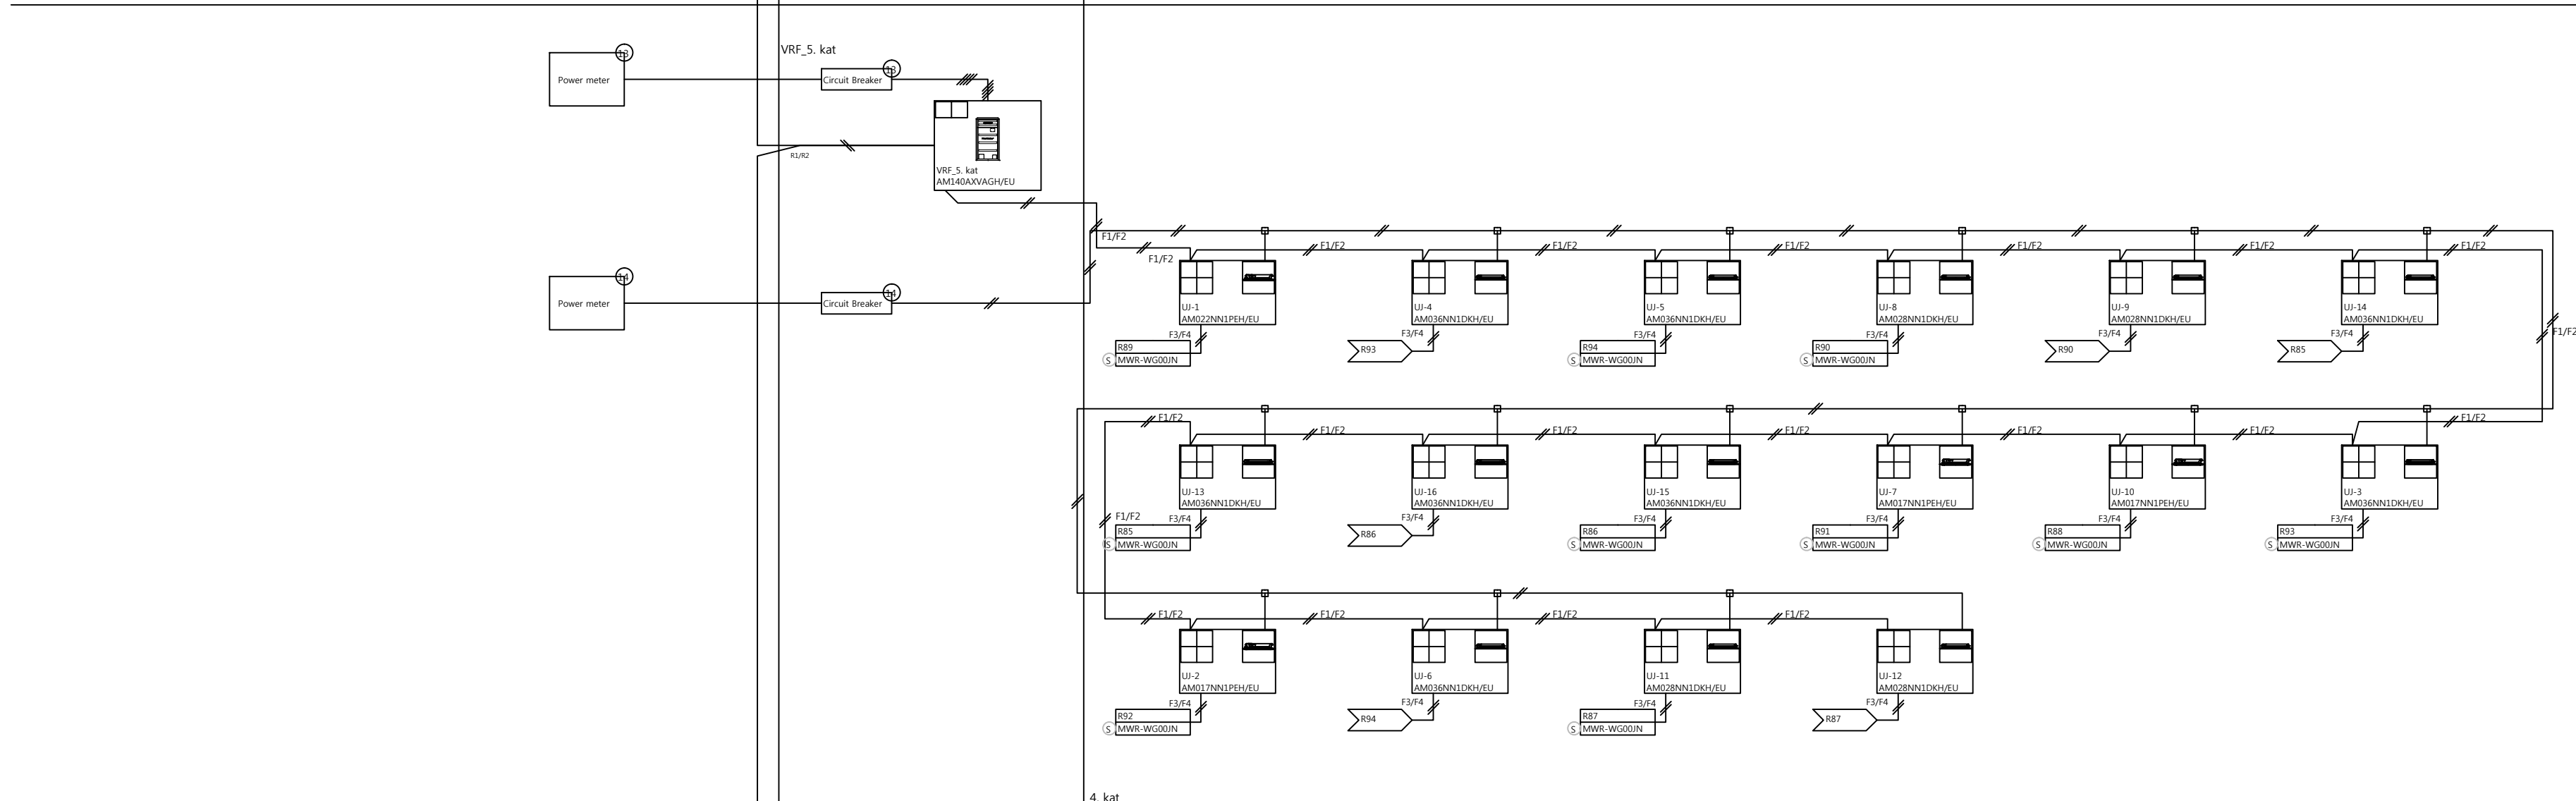 13
VRF_5. kat
13
Power meter
Circuit Breaker
R1/R2
VRF_5. kat
AM140AXVAGH/EU
14
14
Power meter
Circuit Breaker
F1/F2
F1/F2
F1/F2 F1/F2 F1/F2 F1/F2 F1/F2 F1/F2
UJ-1 UJ-4 UJ-5 UJ-8 UJ-9 UJ-14
AM022NN1PEH/EU AM036NN1DKH/EU AM036NN1DKH/EU AM028NN1DKH/EU AM028NN1DKH/EU AM036NN1DKH/EU
F1/F2
F3/F4 F3/F4 F3/F4 F3/F4 F3/F4 F3/F4
R89 R93 R94 R90 R90 R85
S MWR-WG00JN S MWR-WG00JN S MWR-WG00JN
F1/F2 F1/F2
F1/F2 F1/F2 F1/F2 F1/F2 F1/F2
UJ-13 UJ-16 UJ-15 UJ-7 UJ-10 UJ-3
AM036NN1DKH/EU AM036NN1DKH/EU AM036NN1DKH/EU AM017NN1PEH/EU AM017NN1PEH/EU AM036NN1DKH/EU
F1/F2 F3/F4 F3/F4 F3/F4 F3/F4 F3/F4 F3/F4
R85 R86 R86 R91 R88 R93
S MWR-WG00JN S MWR-WG00JN S MWR-WG00JN S MWR-WG00JN S MWR-WG00JN
F1/F2 F1/F2 F1/F2 F1/F2
UJ-2 UJ-6 UJ-11 UJ-12
AM017NN1PEH/EU AM036NN1DKH/EU AM028NN1DKH/EU AM028NN1DKH/EU
F3/F4 F3/F4 F3/F4 F3/F4
R92 R94 R87 R87
S MWR-WG00JN S MWR-WG00JN
4. kat